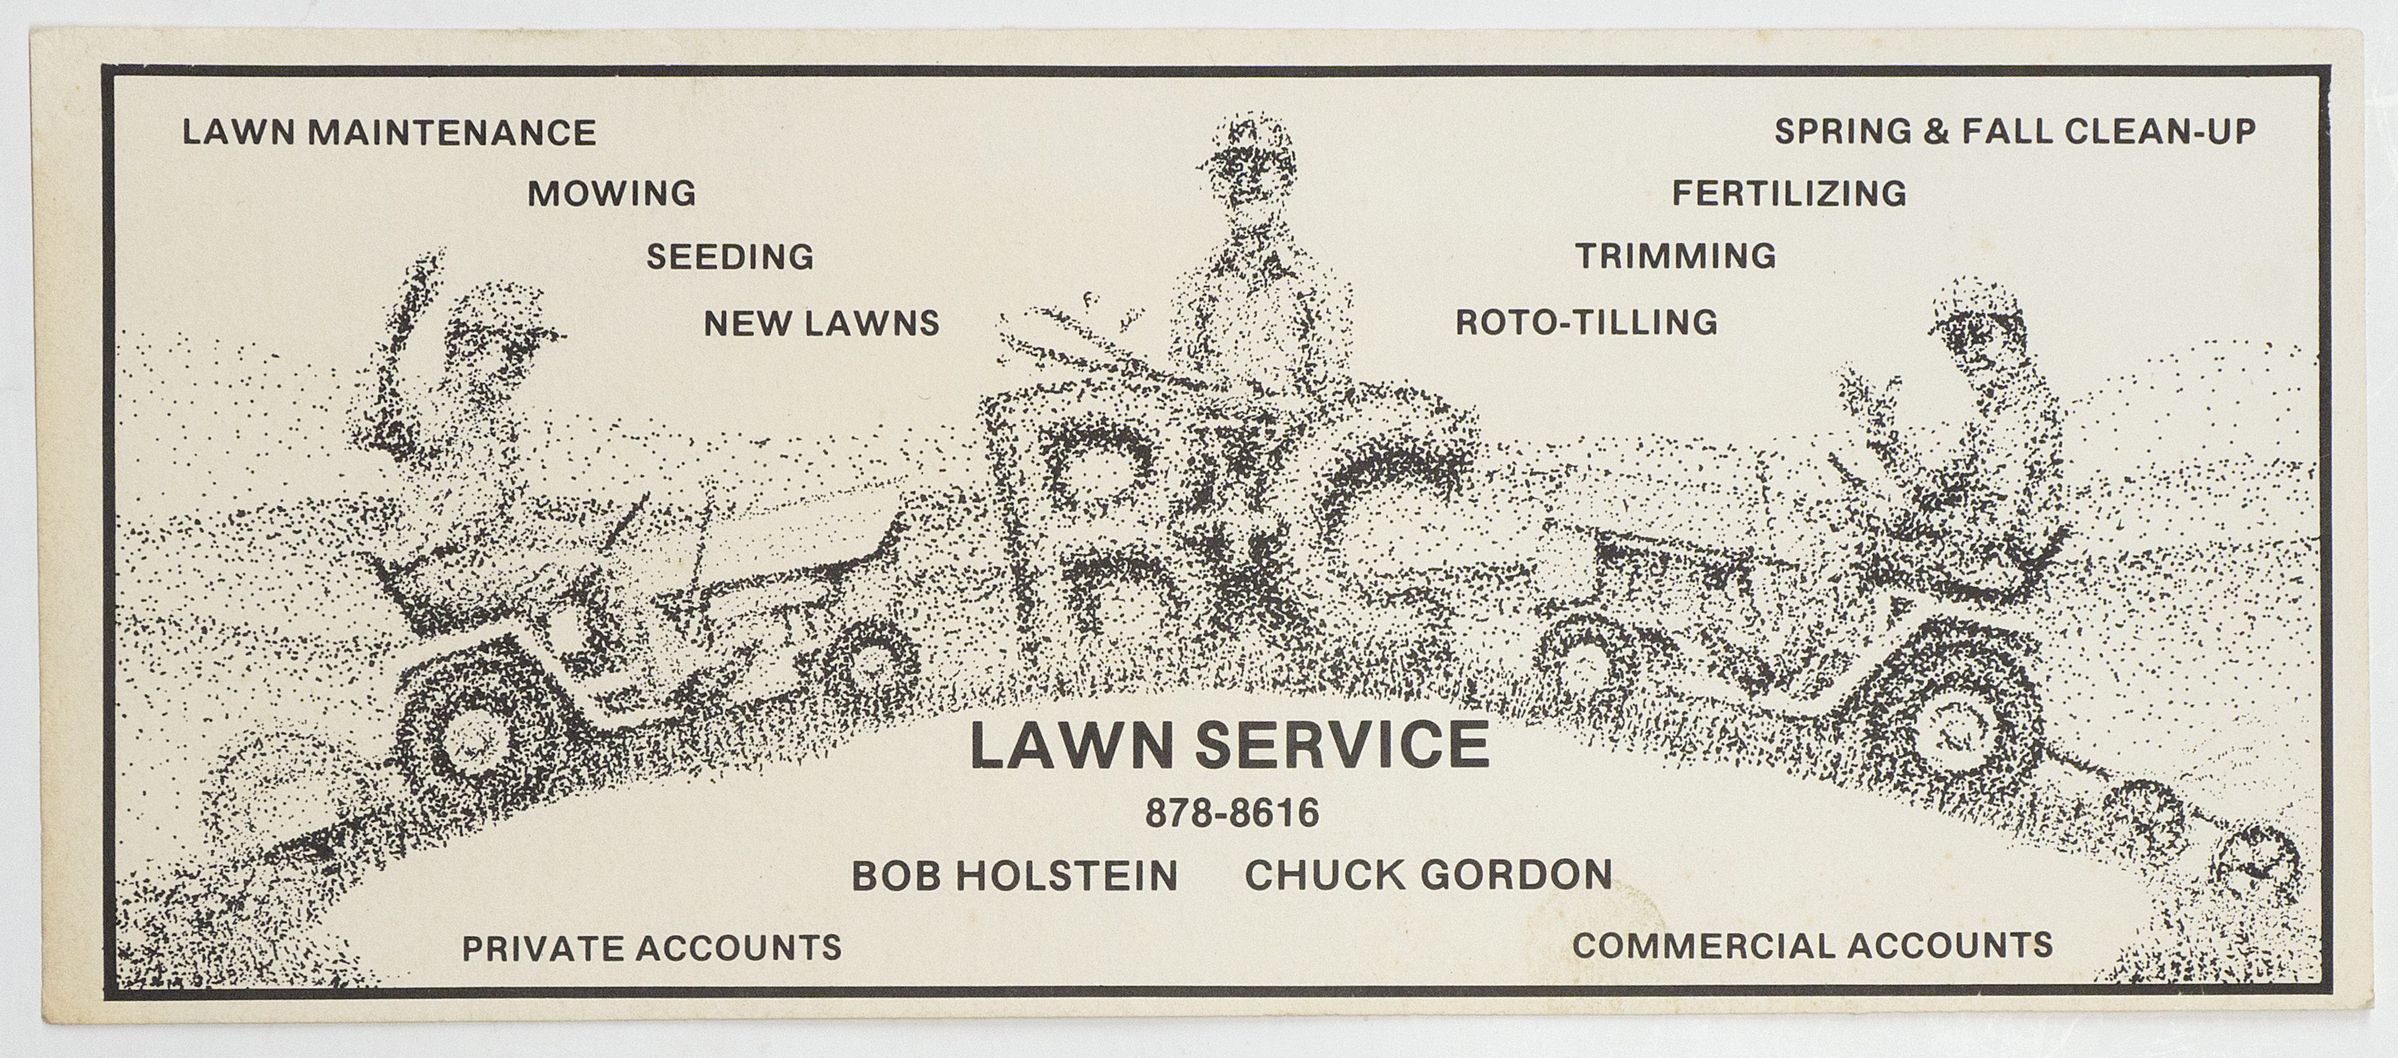 LAWN MAINTENANCE
MOWING
SEEDING
NEW LAWNS
SPRING & FALL CLEAN-UP
FERTILIZING
TRIMMING
ROTO-TILLING
LAWN SERVICE
878-8616
BOB HOLSTEIN CHUCK GORDON
PRIVATE ACCOUNTS
COMMERCIAL ACCOUNTS